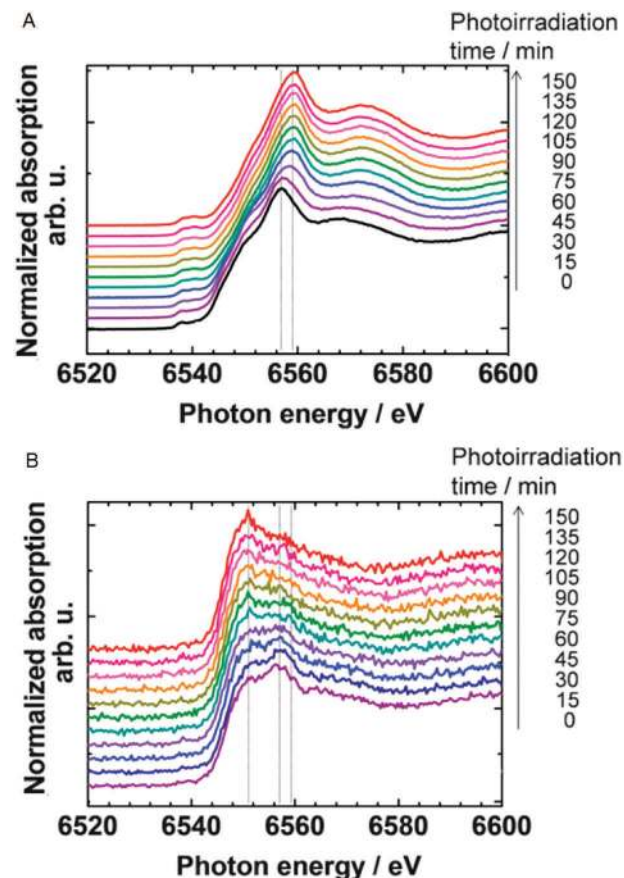 A
Photoirradiation
time / min
150
135
120
105
90
75
60
45
30
15
0
Normalized absorption
arb. u.
6520 6540 6560 6580 6600
Photon energy / eV
B
Photoirradiation
time / min
150
135
120
105
90
75
60
45
30
15
0
Normalized absorption
arb. u.
6520 6540 6560 6580 6600
Photon energy / eV